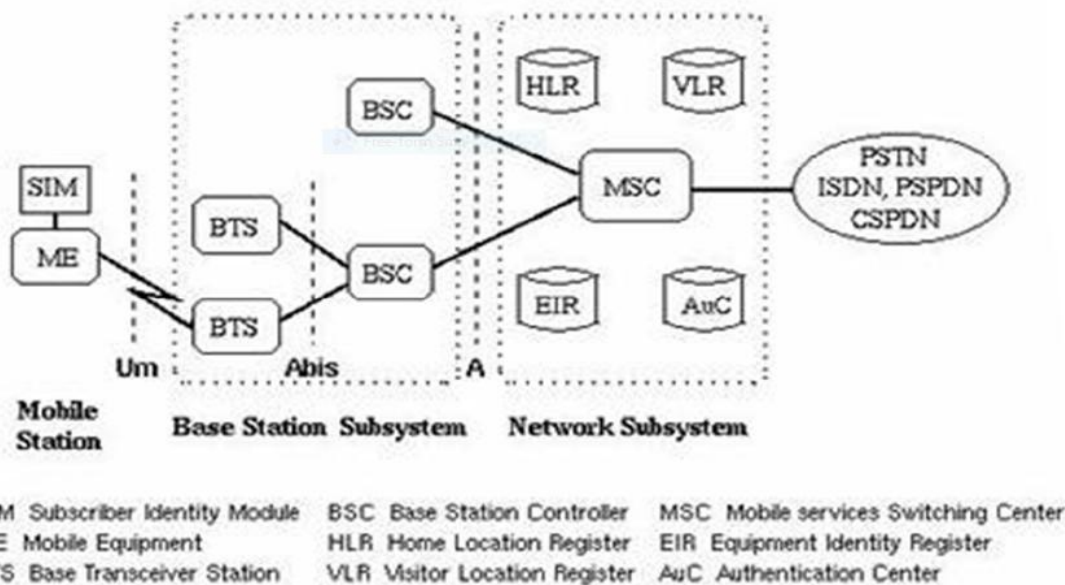 HLR
VLR
BSC
SIM
MSC
PSTN
ISDN, PSPDN
CSPDN
BTS
ME
BSC
EIR
AuC
BTS
Um
Abis
A
Mobile
Station
Base Station Subsystem
Network Subsystem
M Subscriber Identity Module BSC Base Station Controller MSC Mobile services Switching Center
E Mobile Equipment HLR Home Location Register EIR Equipment Identity Register
TS Base Transceiver Station VLR Visitor Location Register AuC Authentication Center